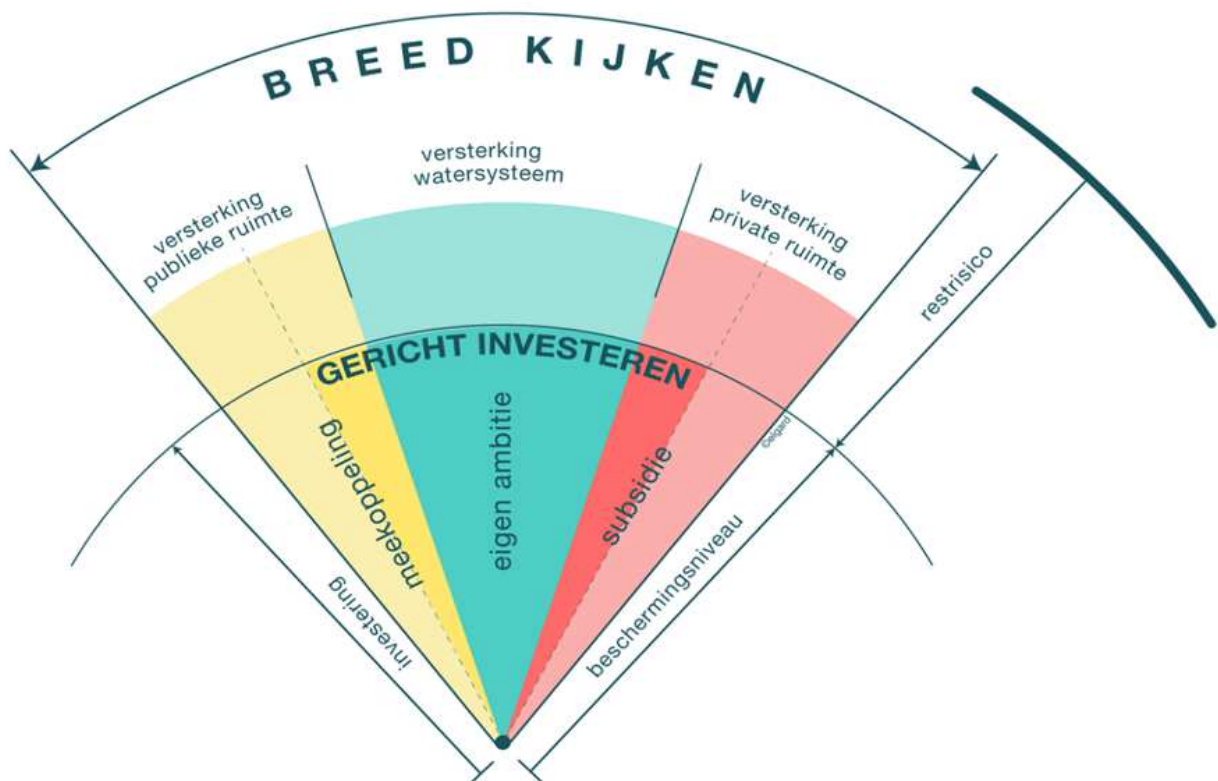 BREED KIJKEN
versterking
publieke ruimte
versterking
watersysteem
versterking
private ruimte
restrisico
GERICHT INVESTEREN
meekoppeling
eigen ambitie
subsidie
©elgard
investering
beschermingsniveau